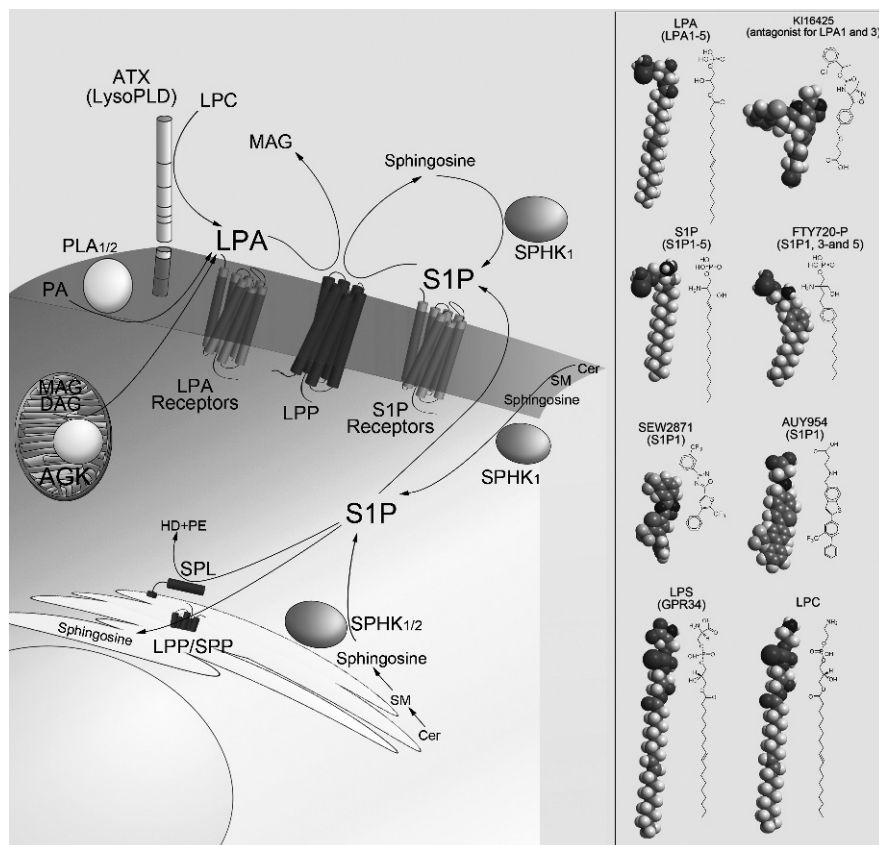 ATX
(LysoPLD)
LPC
MAG
Sphingosine
PLA1/2
LPA
SPHK1
S1P
PA
LPA
Receptors
LPP
S1P
Receptors
Cer
SM
Sphingosine
SPHK1
MAG
DAG
AGK
S1P
HD+PE
SPL
SPHK1/2
Sphingosine
LPP/SPP
Sphingosine
SM
Cer
LPA
(LPA1-5)
KI16425
(antagonist for LPA1 and 3)
S1P
(S1P1-5)
FTY720-P
(S1P1, 3-and 5)
SEW2871
(S1P1)
AUY954
(S1P1)
LPS
(GPR34)
LPC